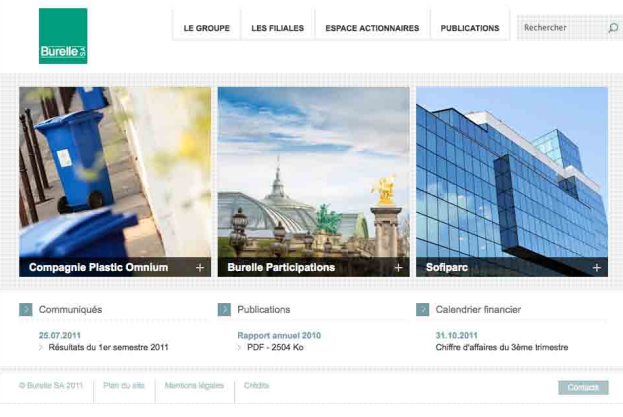 Burelle SA
LE GROUPE
LES FILIALES
ESPACE ACTIONNAIRES
PUBLICATIONS
Rechercher
Compagnie Plastic Omnium +
Burelle Participations +
Sofiparc +
Communiqués
25.07.2011
Résultats du 1er semestre 2011
Publications
Rapport annuel 2010
PDF - 2504 Ko
Calendrier financier
31.10.2011
Chiffre d'affaires du 3ème trimestre
© Burelle SA 2011
Plan du site
Mentions légales
Crédits
Contacts